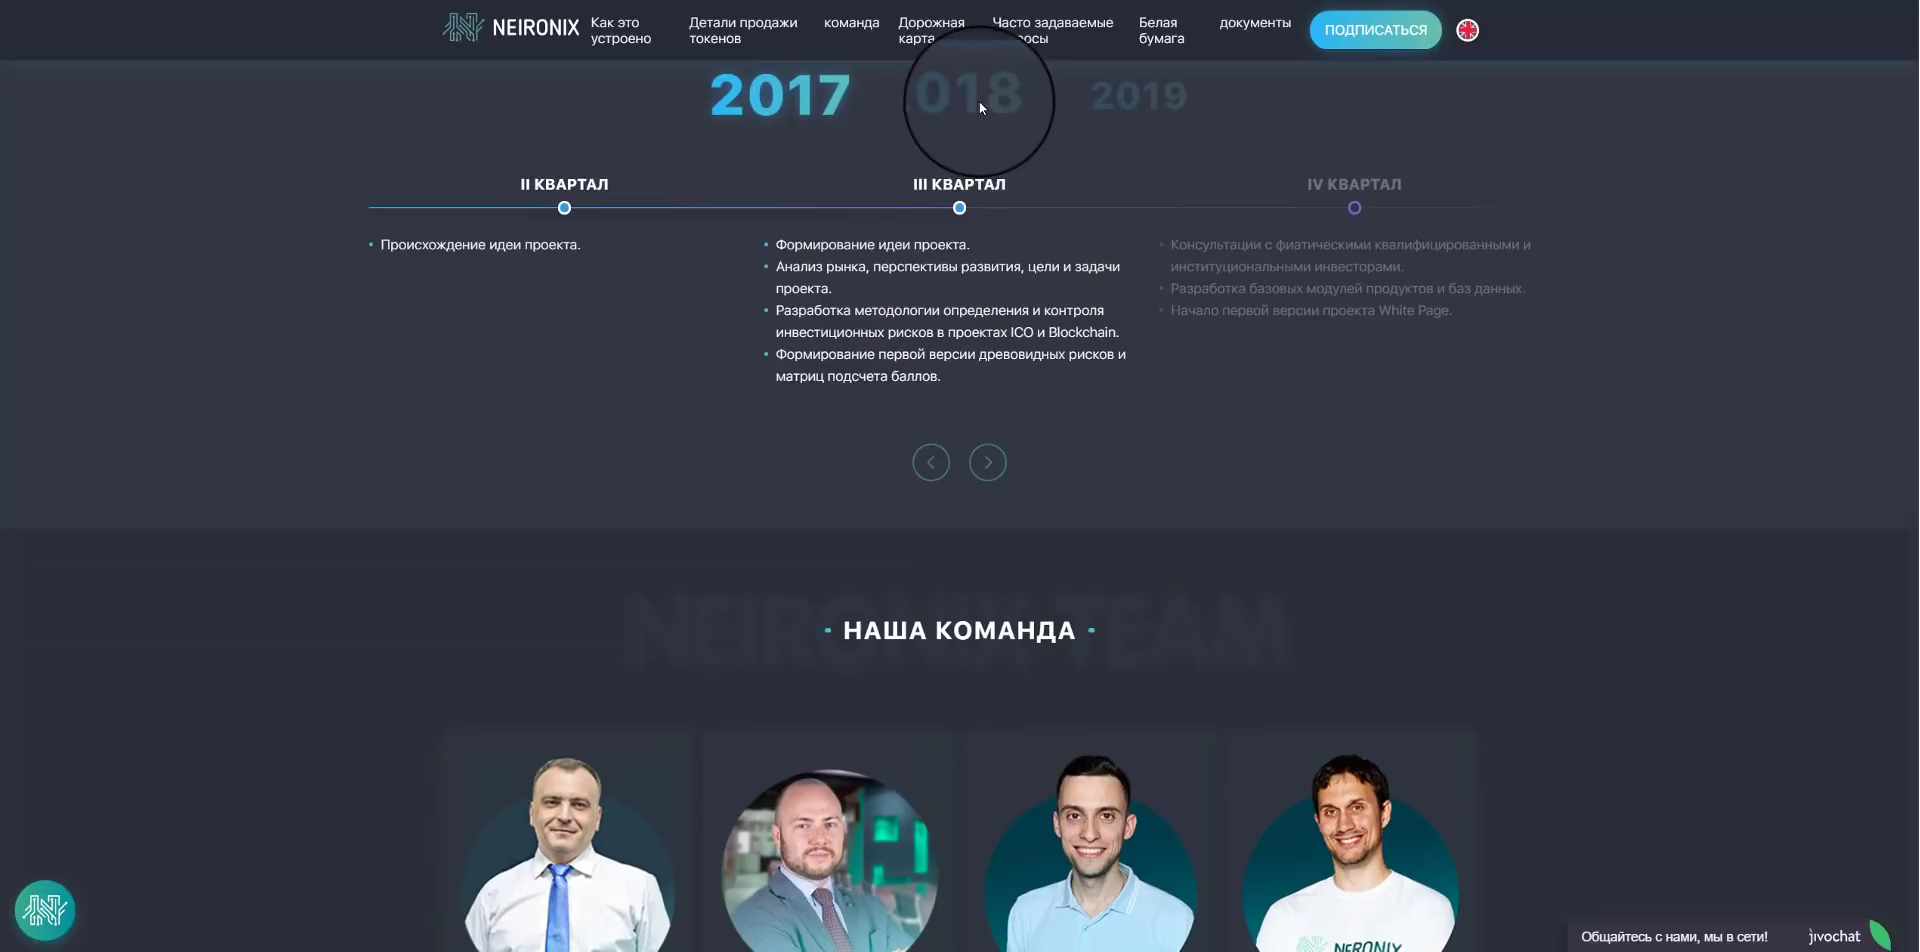 NEIRONIX
Как это
устроено
Детали продажи
токенов
команда
Дорожная
карта
Часто задаваемые
Белая
бумага
документы
ПОДПИСАТЬСЯ
2017
2019
II КВАРТАЛ
III КВАРТАЛ
IV КВАРТАЛ
• Происхождение идеи проекта.
• Формирование идеи проекта.
• Анализ рынка, перспективы развития, цели и задачи
проекта.
• Разработка методологии определения и контроля
инвестиционных рисков в проектах ICO и Blockchain.
• Формирование первой версии древовидных рисков и
матриц подсчета баллов.
• Консультации с фиатическими квалифицированными и
институциональными инвесторами.
• Разработка базовых модулей продуктов и баз данных.
• Начало первой версии проекта White Page.
NEIRONIX TEAM
НАША КОМАНДА
NERONIX
Общайтесь с нами, мы в сети!
jivochat